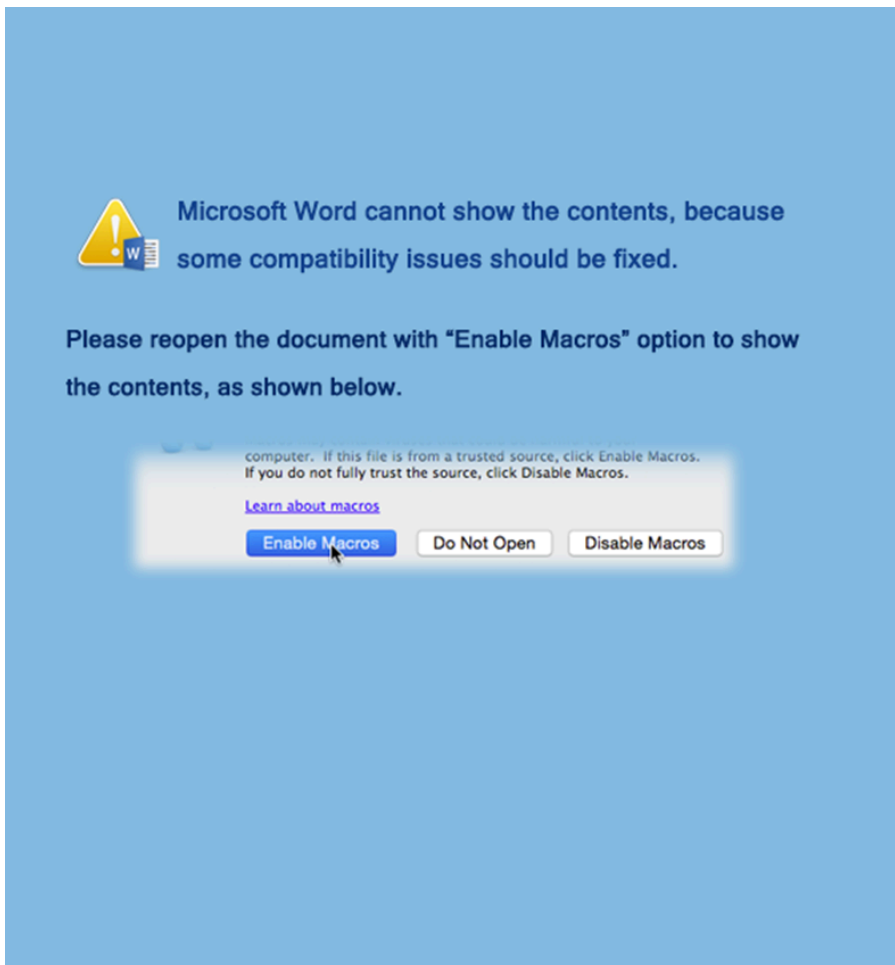 Microsoft Word cannot show the contents, because
some compatibility issues should be fixed.
W
Please reopen the document with “Enable Macros” option to show
the contents, as shown below.
computer. If this file is from a trusted source, click Enable Macros.
If you do not fully trust the source, click Disable Macros.
Learn about macros
Enable Macros
Do Not Open
Disable Macros